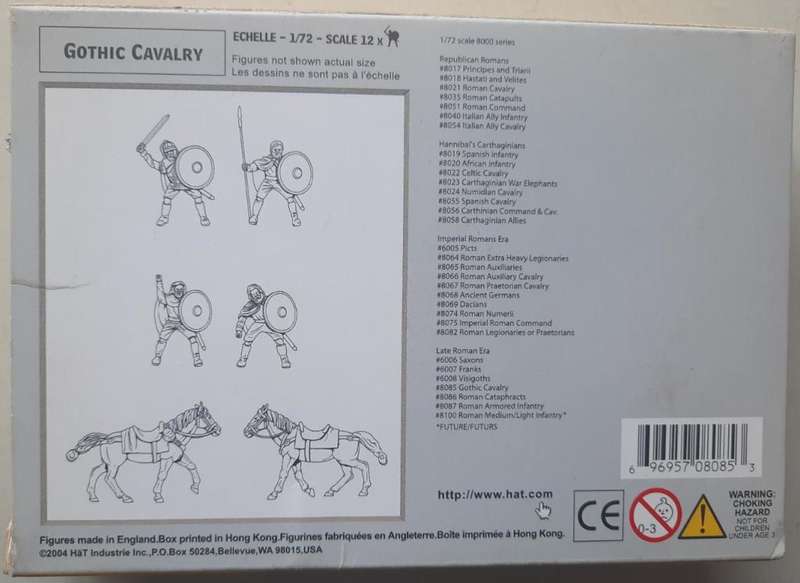 GOTHIC CAVALRY
ECHELLE - 1/72 - SCALE 12 x
Figures not shown actual size
Les dessins ne sont pas à l'échelle
1/72 scale 8000 series
Republican Romans
#8017 Principes and Triarii
#8018 Hastati and Velites
#8021 Roman Cavalry
#8035 Roman Catapults
#8051 Roman Command
#8040 Italian Ally Infantry
#8054 Italian Ally Cavalry
Hannibal's Carthaginians
#8019 Spanish Infantry
#8020 African Infantry
#8022 Celtic Cavalry
#8023 Carthaginian War Elephants
#8024 Numidian Cavalry
#8055 Spanish Cavalry
#8056 Carthinian Command & Cav.
#8058 Carthaginian Allies
Imperial Romans Era
#6005 Picts
#8064 Roman Extra Heavy Legionaries
#8065 Roman Auxiliaries
#8066 Roman Auxiliary Cavalry
#8067 Roman Praetorian Cavalry
#8068 Ancient Germans
#8069 Dacians
#8074 Roman Numerii
#8075 Imperial Roman Command
#8082 Roman Legionaries or Praetorians
Late Roman Era
#6006 Saxons
#6007 Franks
#6008 Visigoths
#8085 Gothic Cavalry
#8086 Roman Cataphracts
#8087 Roman Armored Infantry
#8100 Roman Medium/Light Infantry*
*FUTURE/FUTURS
6 96957 08085 3
http://www.hat.com
CE
0-3
WARNING:
CHOKING
HAZARD
NOT FOR
CHILDREN
UNDER AGE 3
Figures made in England.Box printed in Hong Kong.Figurines fabriquées en Angleterre.Boîte imprimée à Hong Kong.
©2004 HäT Industrie Inc.,P.O.Box 50284,Bellevue,WA 98015,USA